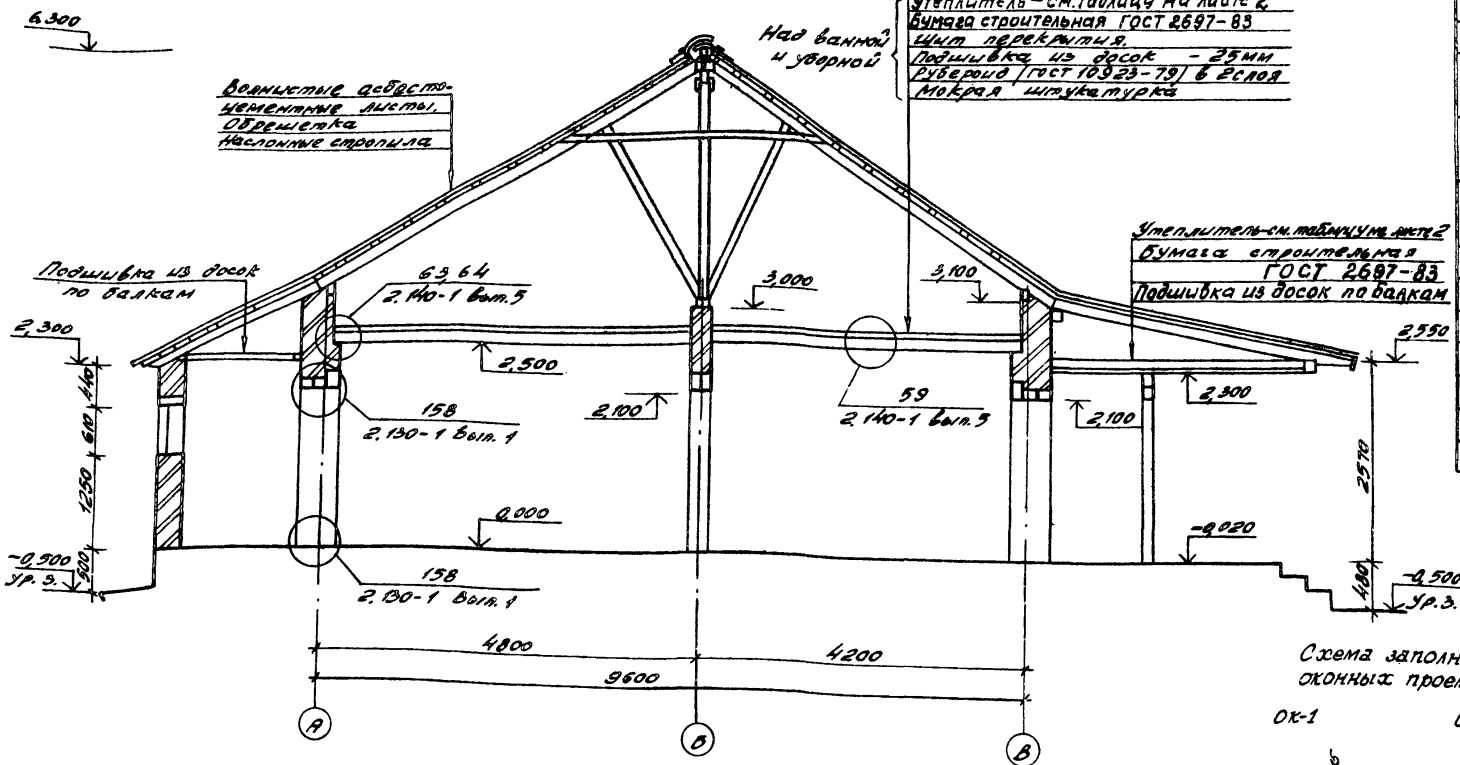 6.300
Волнистые асбесто-
цементные листы.
Обрешетка
Наслонные стропила
Над ванной
и уборной
Утеплитель - см. таблицу на листе 2
Бумага строительная ГОСТ 2697-83
Щит перекрытия.
Подшивка из досок - 25мм
Рубероид /ГОСТ 10923-79/ в 2 слоя
Мокрая штукатурка
Подшивка из досок
по балкам
63,64
2.140-1 вып.5
3,000
3,100
Утеплитель-см. таблицу на листе 2
Бумага строительная
ГОСТ 2697-83
Подшивка из досок по балкам
2,300
2,500
2,550
440
610
1250
500
158
2.130-1 вып.1
2,100
59
2.140-1 вып.5
2,100
2,300
2570
480
0,000
-0,020
-0,500
Ур.з.
158
2.130-1 вып.1
-0,500
Ур.з.
4800
4200
9600
А
Б
В
Схема заполн
оконных проем
ОК-1